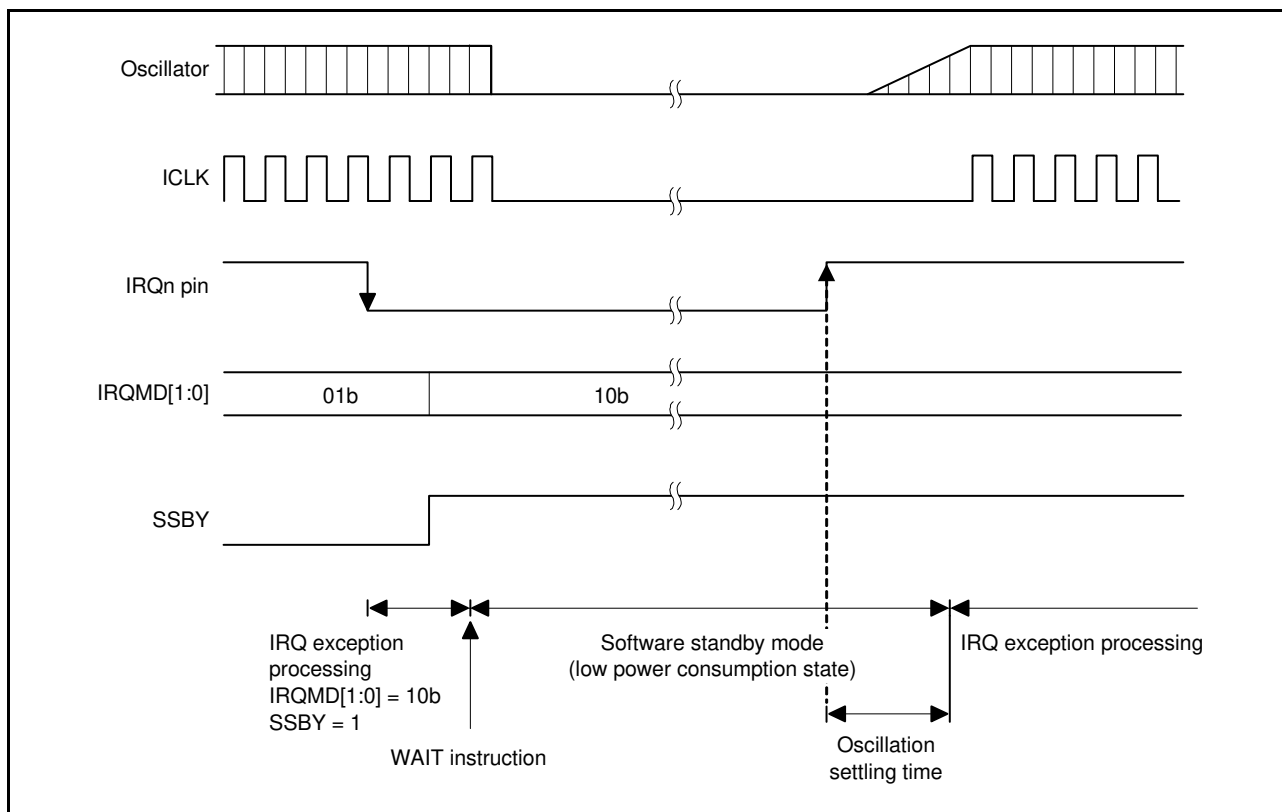 Oscillator
ICLK
IRQn pin
IRQMD[1:0]
01b
10b
SSBY
IRQ exception
processing
IRQMD[1:0] = 10b
SSBY = 1
WAIT instruction
Software standby mode
(low power consumption state)
Oscillation
settling time
IRQ exception processing